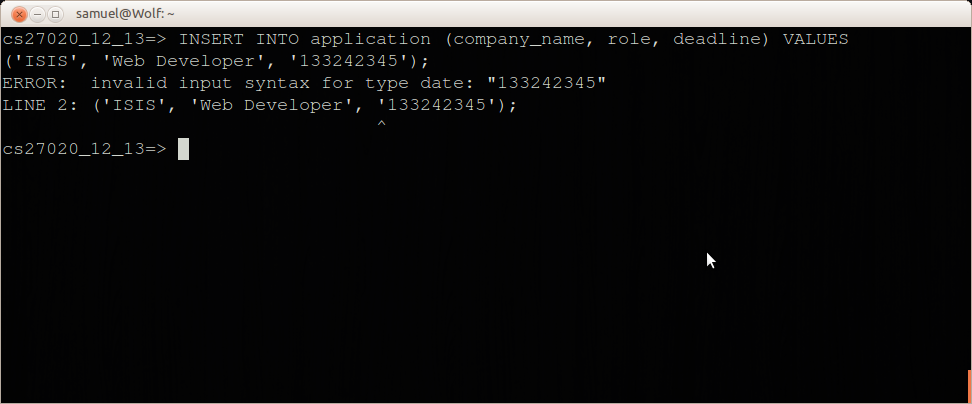 samuel@Wolf: ~
cs27020_12_13=> INSERT INTO application (company_name, role, deadline) VALUES
('ISIS', 'Web Developer', '133242345');
ERROR:  invalid input syntax for type date: "133242345"
LINE 2: ('ISIS', 'Web Developer', '133242345');
^
cs27020_12_13=>